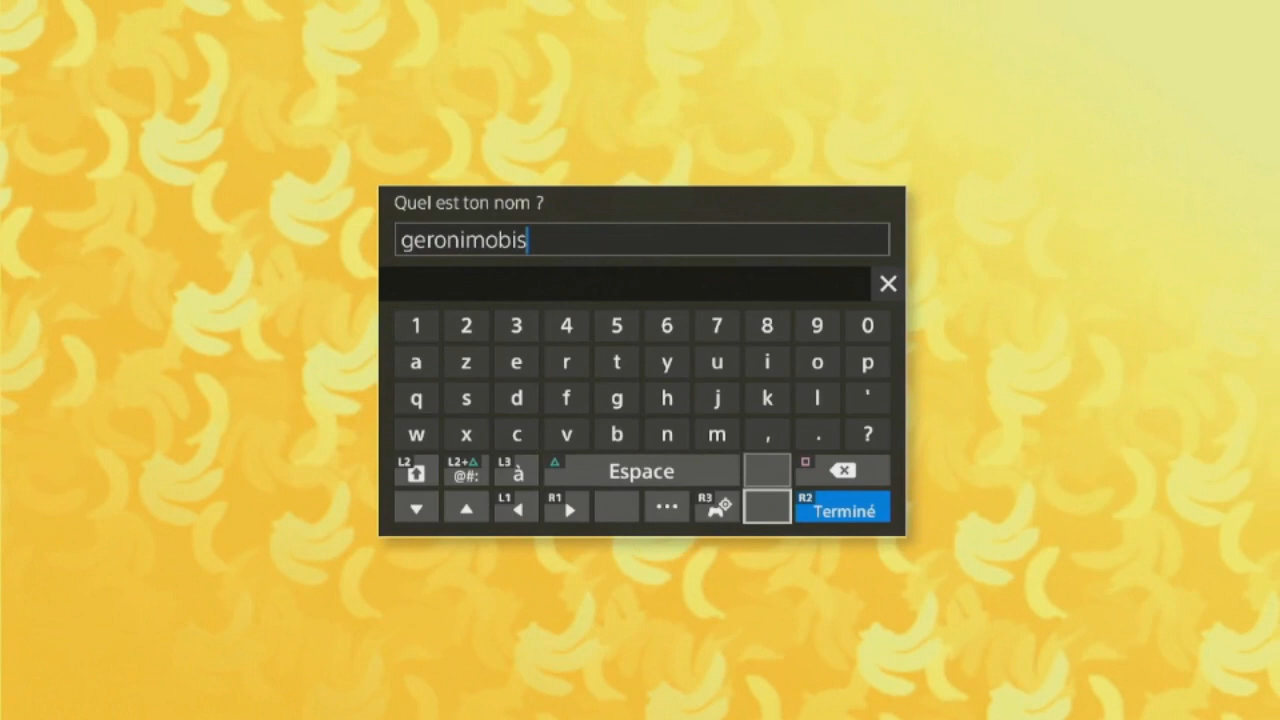 Quel est ton nom ?
geronimobis
1 2 3 4 5 6 7 8 9 0
a z e r t y u i o p
q s d f g h j k l '
w x c v b n m , . ?
L2 L2+△ @#: L3 à △ Espace □
L1 R1 ... R3 R2 Terminé